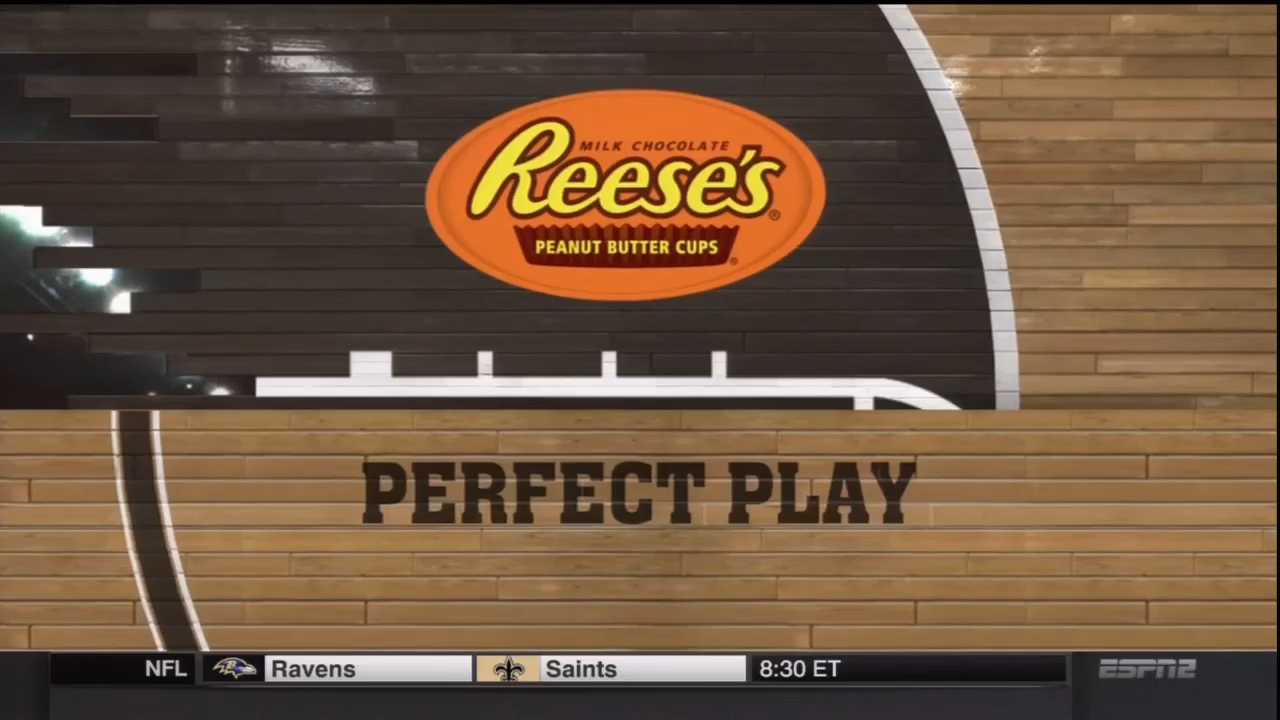 MILK CHOCOLATE
Reese's®
PEANUT BUTTER CUPS®
PERFECT PLAY
NFL Ravens Saints 8:30 ET ESPN2